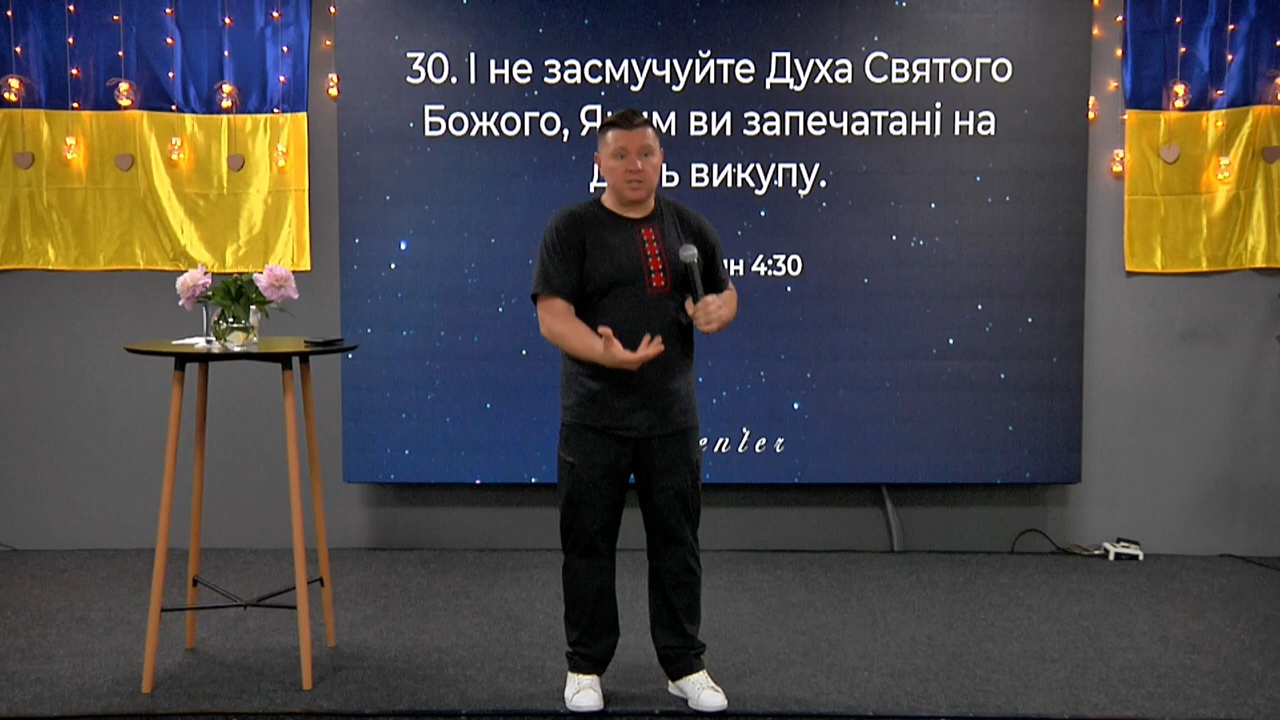 30. І не засмучуйте Духа Святого
Божого, ви запечатані на
викупу.
4:30